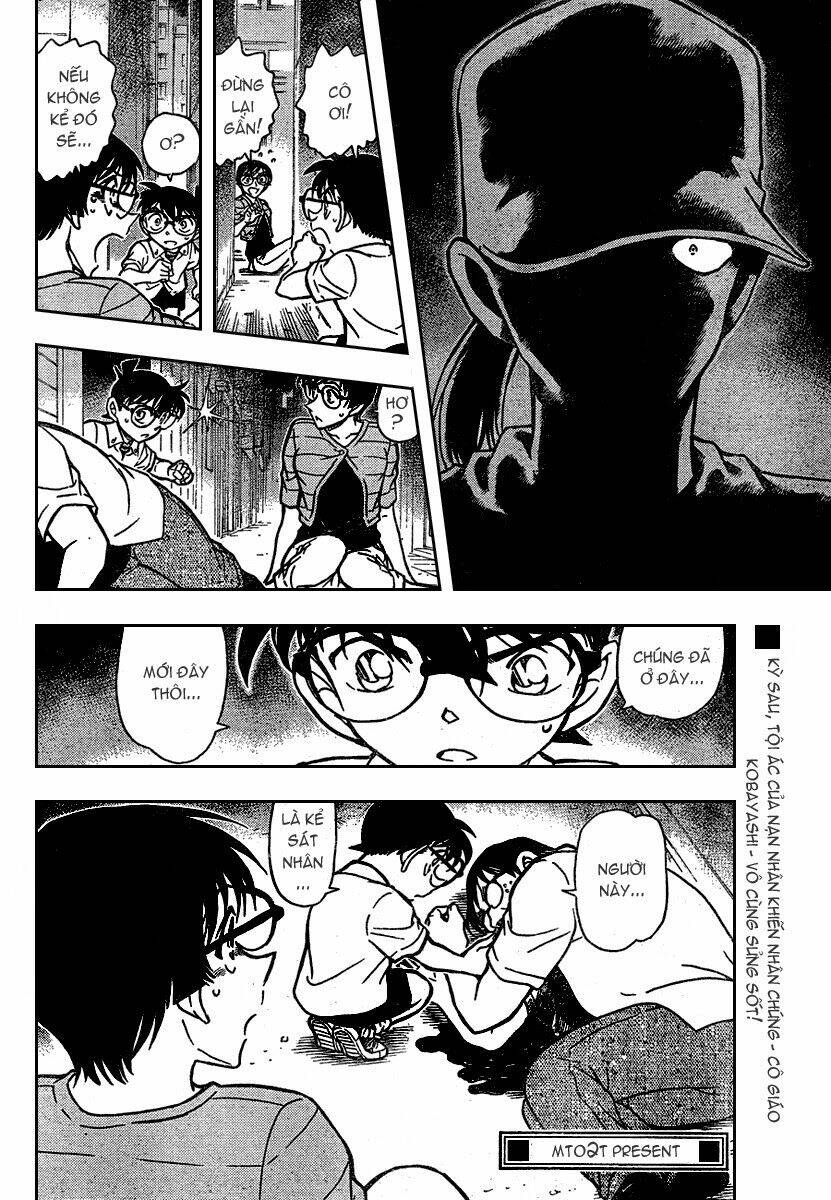 CÔ
ƠI!
ĐỪNG
LẠI
GẦN!
Ơ?
NẾU
KHÔNG
KẺ ĐÓ
SẼ...
HƠ
?
CHÚNG ĐÃ
Ở ĐÂY...
MỚI ĐÂY
THÔI...
NGƯỜI
NÀY...
LÀ KẺ
SÁT
NHÂN
...
KỲ SAU, TỘI ÁC CỦA NẠN NHÂN KHIẾN NHÂN CHỨNG - CÔ GIÁO
KOBAYASHI - VÔ CÙNG SỬNG SỐT!
MT02T PRESENT